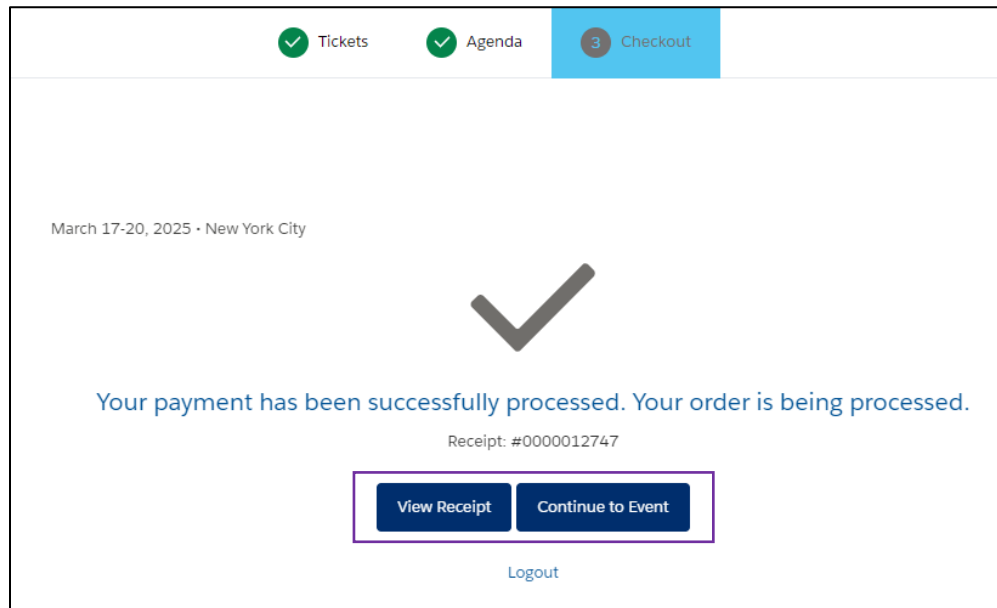 Tickets
Agenda
3 Checkout
March 17-20, 2025 • New York City
Your payment has been successfully processed. Your order is being processed.
Receipt: #0000012747
View Receipt
Continue to Event
Logout